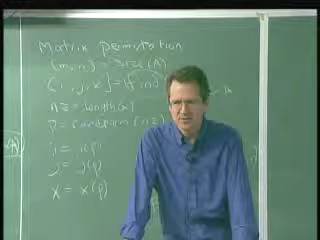 Matrix permutation
[m,n] = size(A)
[i, j, x] = find
nz = length(x)
p = randperm(nz)
i = i(p)
j = j(p)
x = x(p)